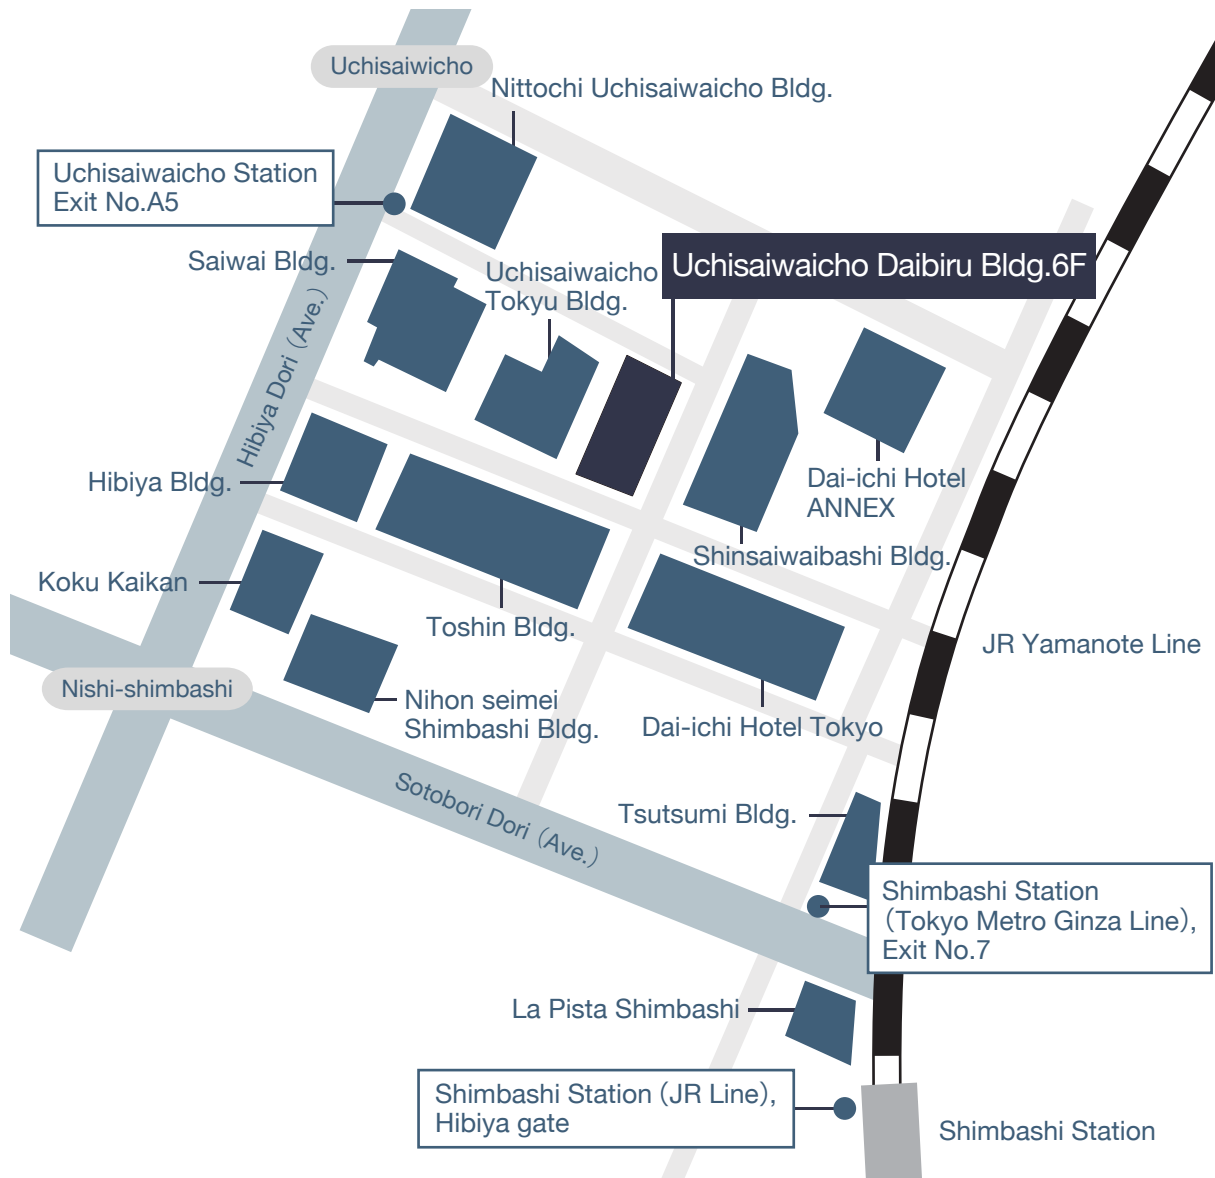 Uchisaiwicho
Nittochi Uchisaiwaicho Bldg.
Uchisaiwaicho Station
Exit No.A5
Saiwai Bldg.
Uchisaiwaicho
Tokyu Bldg.
Uchisaiwaicho Daibiru Bldg.6F
Hibiya Dori (Ave.)
Hibiya Bldg.
Dai-ichi Hotel
ANNEX
Shinsaiwaibashi Bldg.
Koku Kaikan
Toshin Bldg.
JR Yamanote Line
Nishi-shimbashi
Nihon seimei
Shimbashi Bldg.
Dai-ichi Hotel Tokyo
Sotobori Dori (Ave.)
Tsutsumi Bldg.
Shimbashi Station
(Tokyo Metro Ginza Line),
Exit No.7
La Pista Shimbashi
Shimbashi Station (JR Line),
Hibiya gate
Shimbashi Station